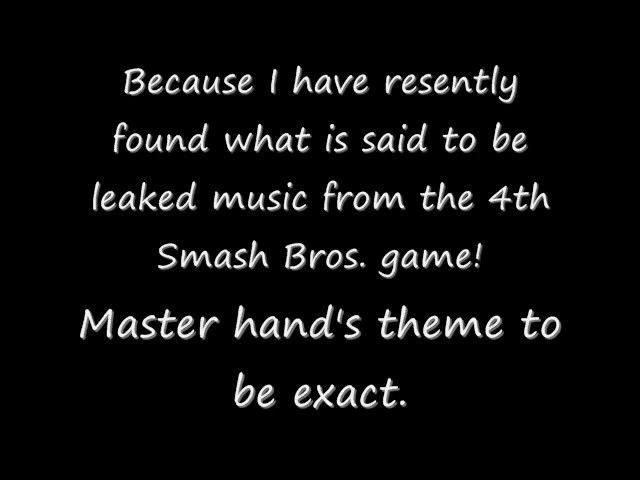 Because I have resently
found what is said to be
leaked music from the 4th
Smash Bros. game!
Master hand's theme to
be exact.